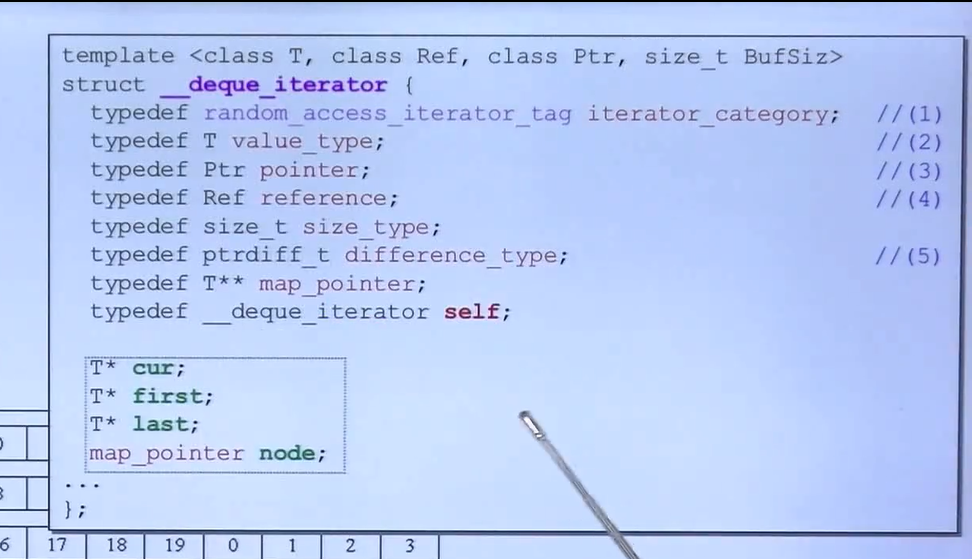 template <class T, class Ref, class Ptr, size_t BufSiz>
struct __deque_iterator {
typedef random_access_iterator_tag iterator_category; //(1)
typedef T value_type; //(2)
typedef Ptr pointer; //(3)
typedef Ref reference; //(4)
typedef size_t size_type;
typedef ptrdiff_t difference_type; //(5)
typedef T** map_pointer;
typedef __deque_iterator self;
T* cur;
T* first;
T* last;
map_pointer node;
...
};
6 17 18 19 0 1 2 3